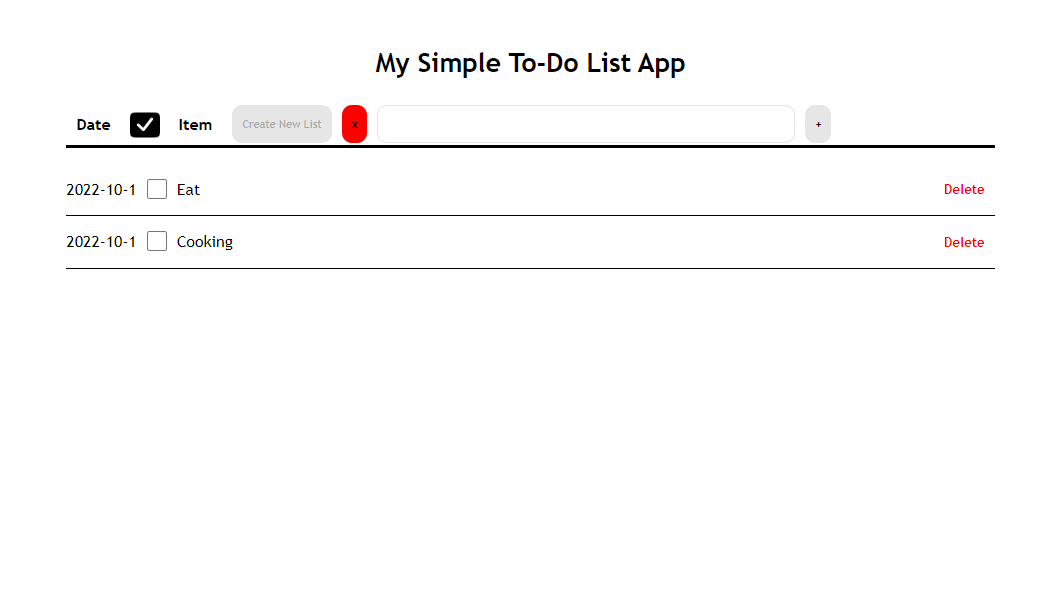 My Simple To-Do List App
Date Item Create New List x +
2022-10-1 Eat Delete
2022-10-1 Cooking Delete